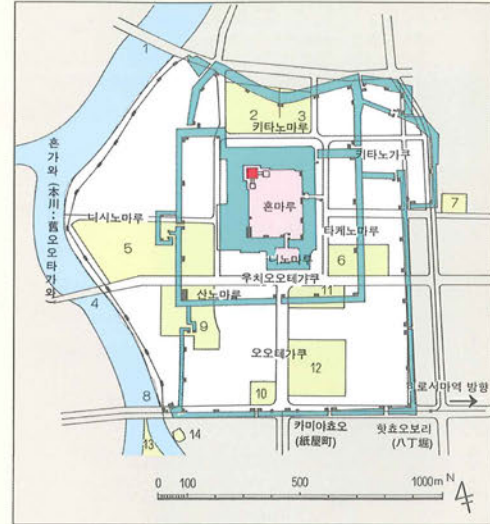 1
2
3
키타노마루
키타노가쿠
혼가와 (本川:舊오오타가와)
혼마루
7
니시노마루
타케노마루
5
니노마루
6
우치오오테가쿠
4
산노마루
11
9
오오테가쿠
12
10
8
로시마역 방향
카미야쵸오
(紙屋町)
핫쵸오보리
(八丁堀)
13
14
0
100
500
1000m
N